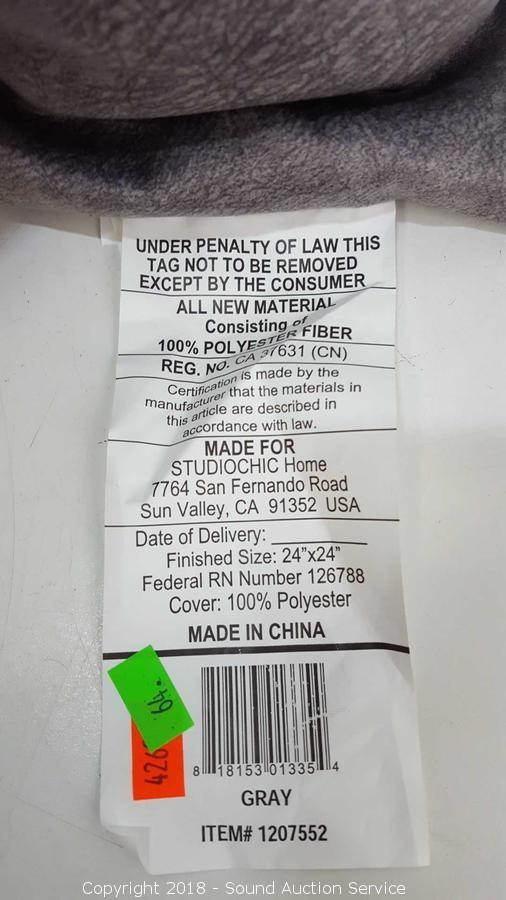 UNDER PENALTY OF LAW THIS
TAG NOT TO BE REMOVED
EXCEPT BY THE CONSUMER
ALL NEW MATERIAL
Consisting of
100% POLYESTER FIBER
REG. NO. CA 37631 (CN)
Certification is made by the
manufacturer that the materials in
this article are described in
accordance with law.
MADE FOR
STUDIOCHIC Home
7764 San Fernando Road
Sun Valley, CA 91352 USA
Date of Delivery: ________
Finished Size: 24"x24"
Federal RN Number 126788
Cover: 100% Polyester
MADE IN CHINA
64.
8 18153 01335 4
GRAY
ITEM# 1207552
Copyright 2018 - Sound Auction Service